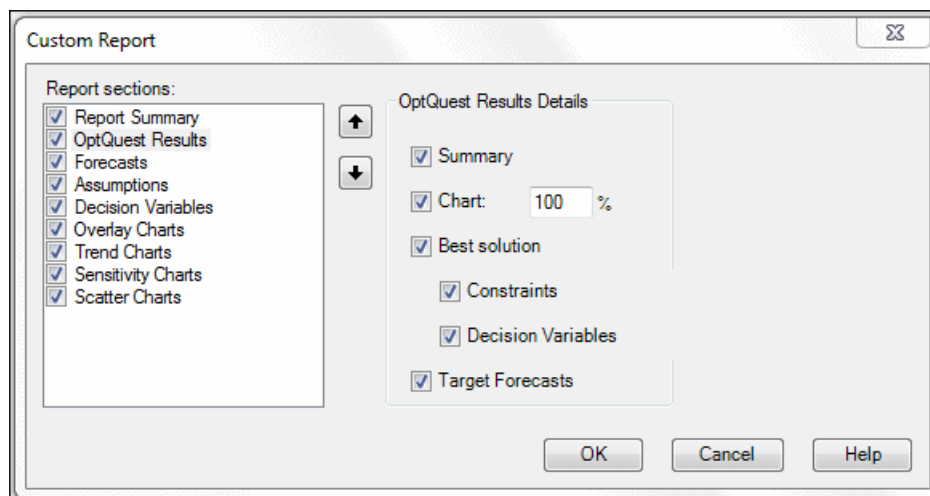 Custom Report
Report sections:
Report Summary
OptQuest Results
Forecasts
Assumptions
Decision Variables
Overlay Charts
Trend Charts
Sensitivity Charts
Scatter Charts
OptQuest Results Details
Summary
Chart: 100 %
Best solution
Constraints
Decision Variables
Target Forecasts
OK Cancel Help